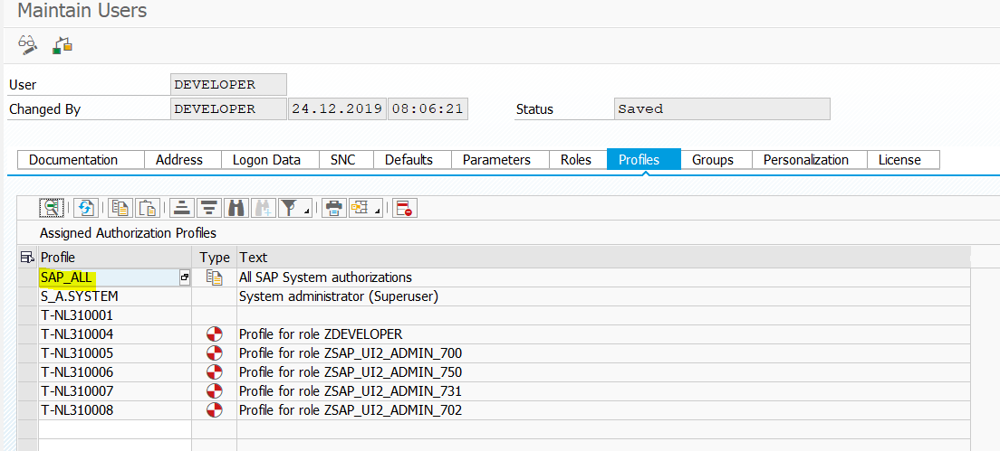 Maintain Users
User DEVELOPER
Changed By DEVELOPER 24.12.2019 08:06:21 Status Saved
Documentation Address Logon Data SNC Defaults Parameters Roles Profiles Groups Personalization License
Assigned Authorization Profiles
Profile Type Text
SAP_ALL All SAP System authorizations
S_A.SYSTEM System administrator (Superuser)
T-NL310001
T-NL310004 Profile for role ZDEVELOPER
T-NL310005 Profile for role ZSAP_UI2_ADMIN_700
T-NL310006 Profile for role ZSAP_UI2_ADMIN_750
T-NL310007 Profile for role ZSAP_UI2_ADMIN_731
T-NL310008 Profile for role ZSAP_UI2_ADMIN_702